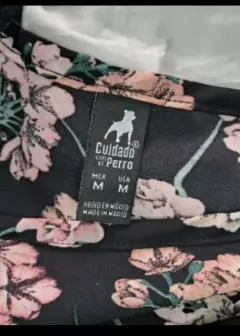 Cuidado®
con
el Perro
MEX USA
M M
HECHO EN MÉXICO
MADE IN MEXICO